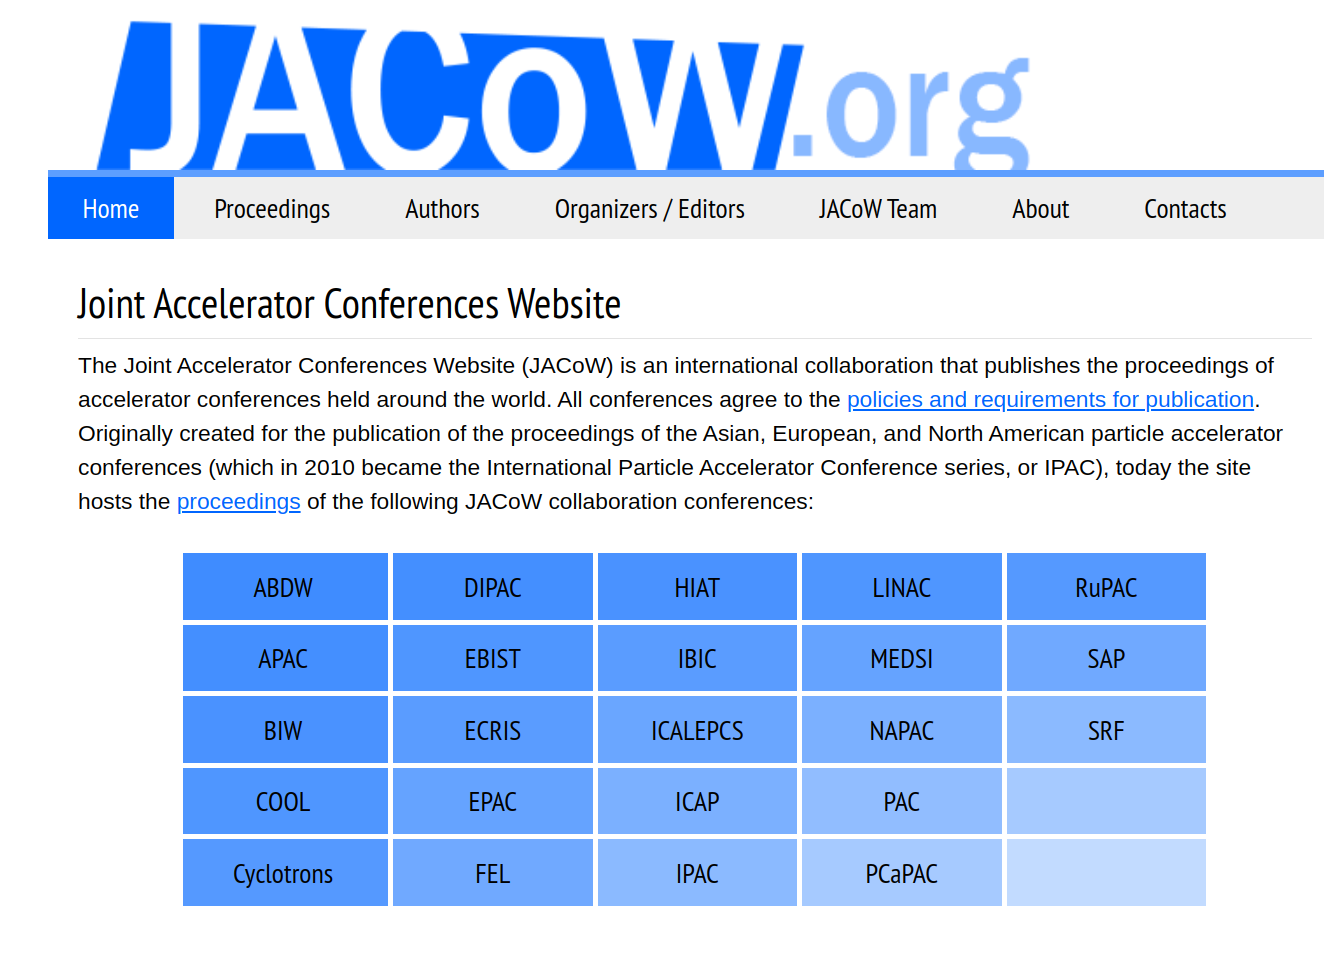 JACoW.org
Home Proceedings Authors Organizers / Editors JACoW Team About Contacts
Joint Accelerator Conferences Website
The Joint Accelerator Conferences Website (JACoW) is an international collaboration that publishes the proceedings of
accelerator conferences held around the world. All conferences agree to the policies and requirements for publication.
Originally created for the publication of the proceedings of the Asian, European, and North American particle accelerator
conferences (which in 2010 became the International Particle Accelerator Conference series, or IPAC), today the site
hosts the proceedings of the following JACoW collaboration conferences:
ABDW DIPAC HIAT LINAC RuPAC
APAC EBIST IBIC MEDSI SAP
BIW ECRIS ICALEPCS NAPAC SRF
COOL EPAC ICAP PAC
Cyclotrons FEL IPAC PCaPAC